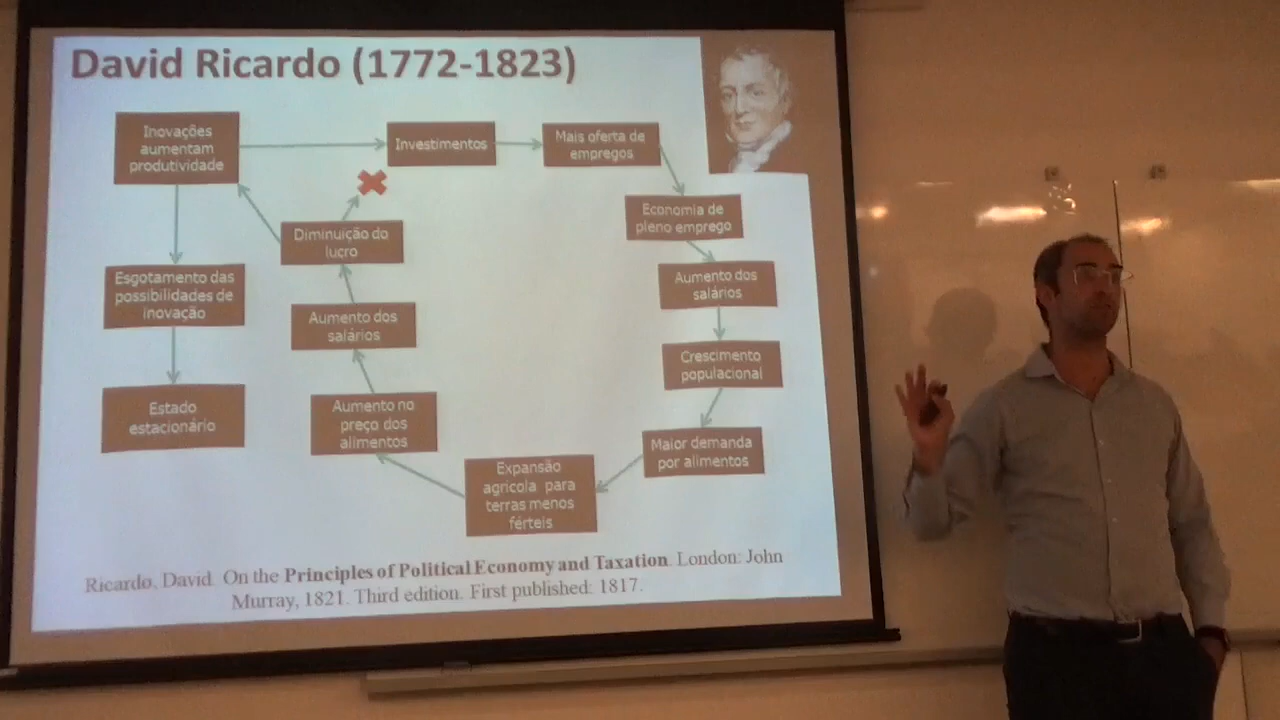 David Ricardo (1772-1823)
Inovações
aumentam
produtividade
Investimentos
Mais oferta de
empregos
Economia de
pleno emprego
Diminuição do
lucro
Esgotamento das
possibilidades de
inovação
Aumento dos
salários
Aumento dos
salários
Crescimento
populacional
Estado
estacionário
Aumento no
preço dos
alimentos
Maior demanda
por alimentos
Expansão
agrícola para
terras menos
férteis
Ricardo, David. On the Principles of Political Economy and Taxation. London: John
Murray, 1821. Third edition. First published: 1817.